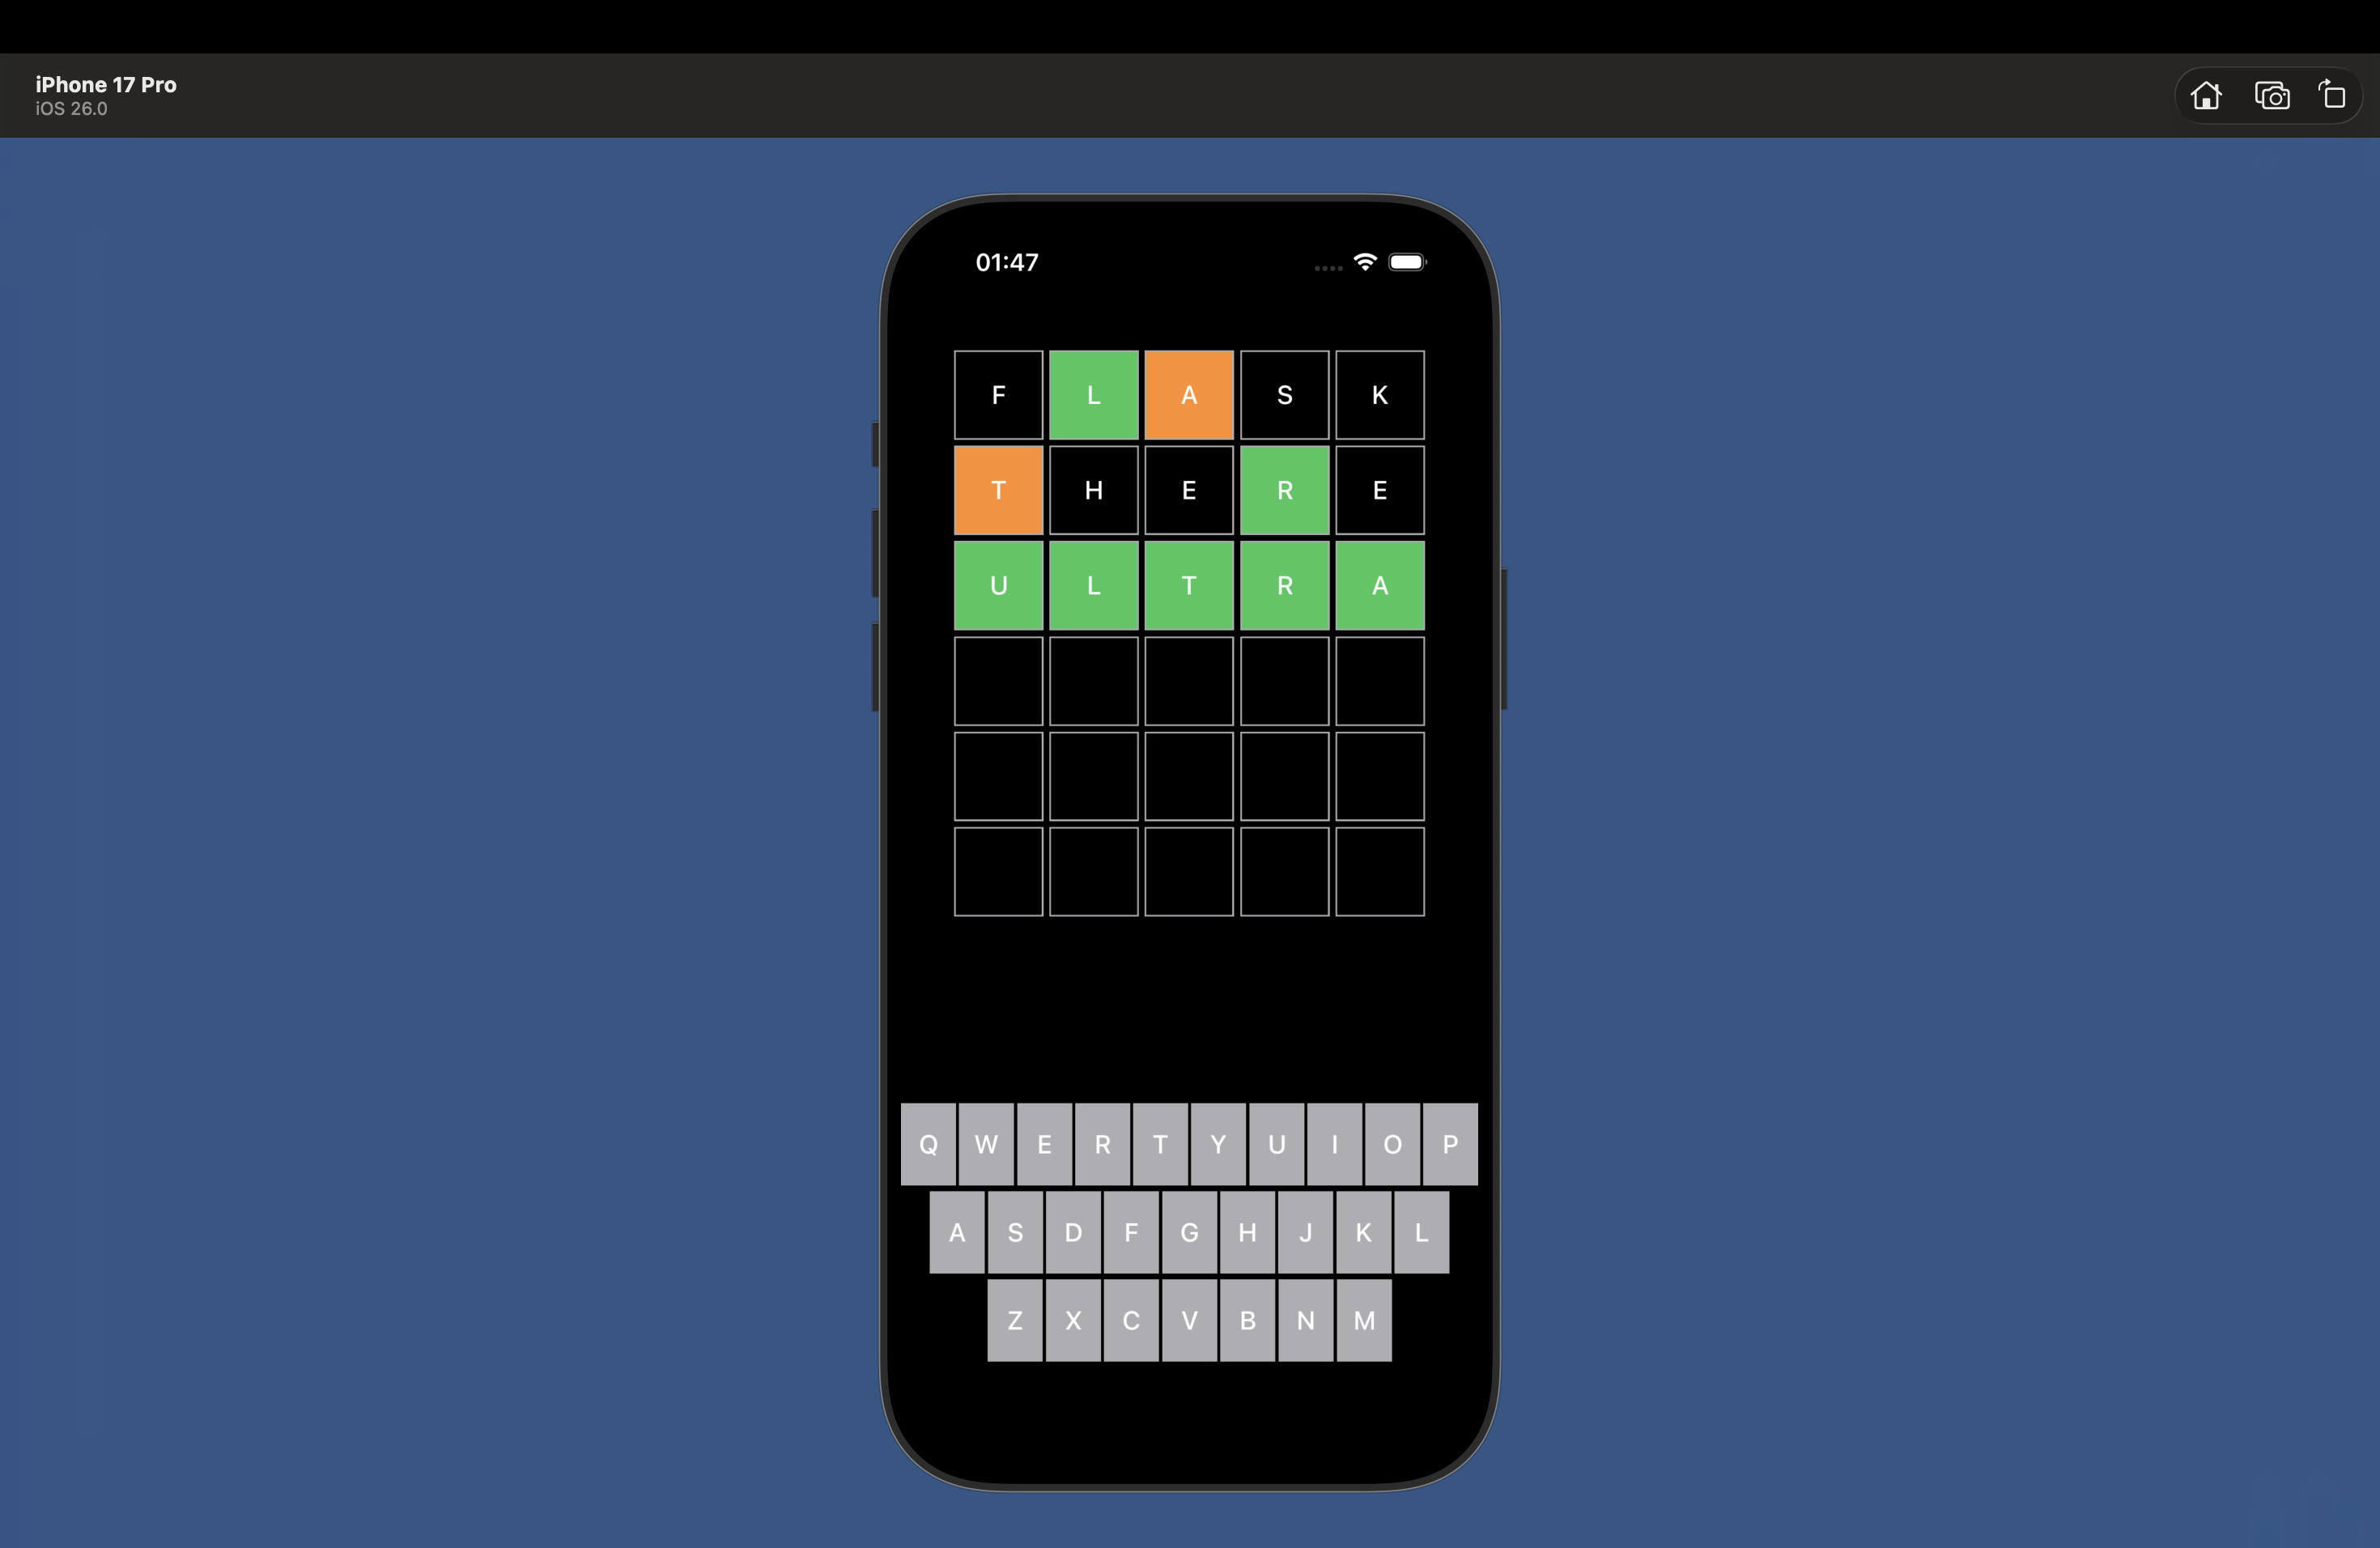 iPhone 17 Pro
iOS 26.0
01:47
F L A S K
T H E R E
U L T R A
Q W E R T Y U I O P
A S D F G H J K L
Z X C V B N M